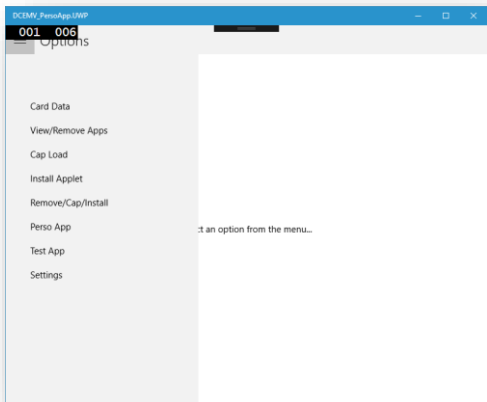 DCEMV_PersoApp.UWP
001 006
Options
Card Data
View/Remove Apps
Cap Load
Install Applet
Remove/Cap/Install
Perso App
ct an option from the menu...
Test App
Settings